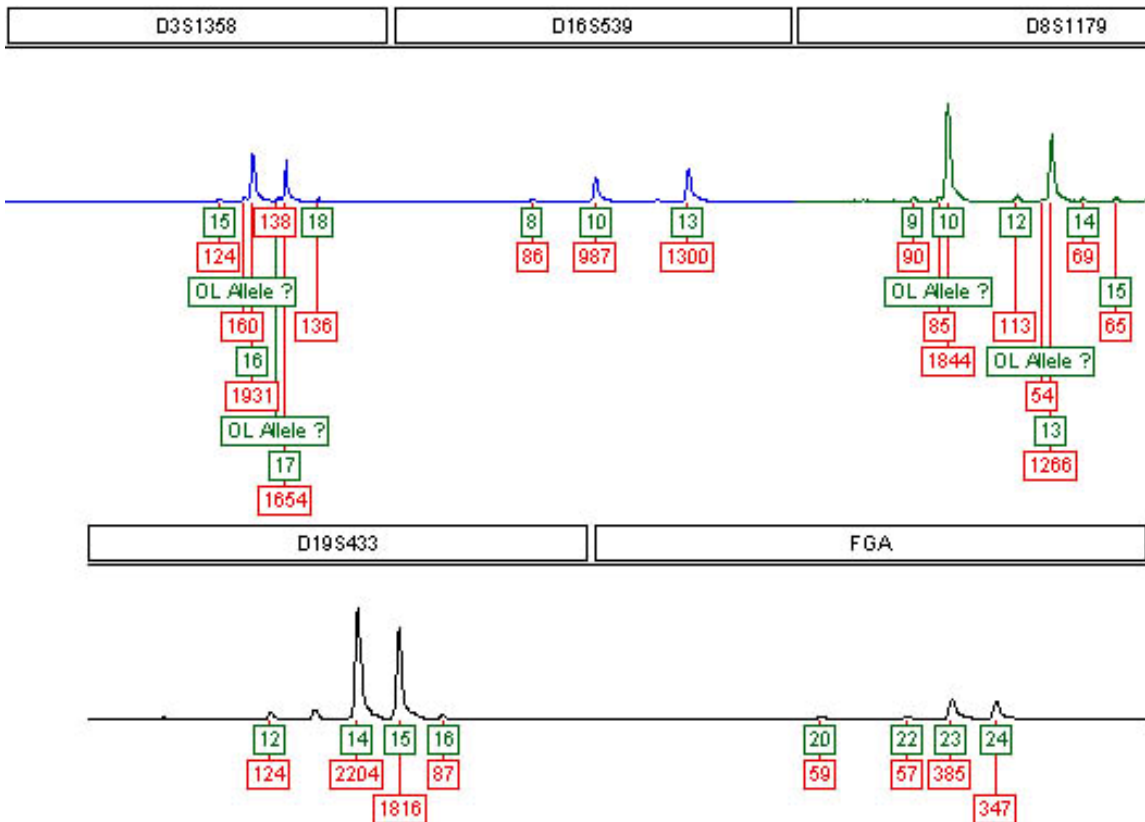 D3S1358 D16S539 D8S1179
15 138 18 8 10 13 9 10 12 14
124 86 987 1300 90 69
OL Allele ? OL Allele ? 15
160 136 85 113 65
16 1844 OL Allele ?
1931 54
OL Allele ? 13
17 1266
1654
D19S433 FGA
12 14 15 16 20 22 23 24
124 2204 87 59 57 385
1816 347